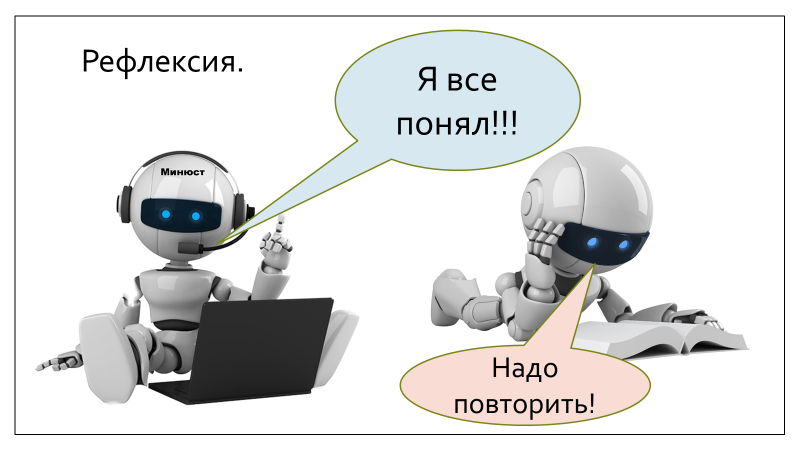 Рефлексия.
Я все
понял!!!
Минюст
Надо
повторить!